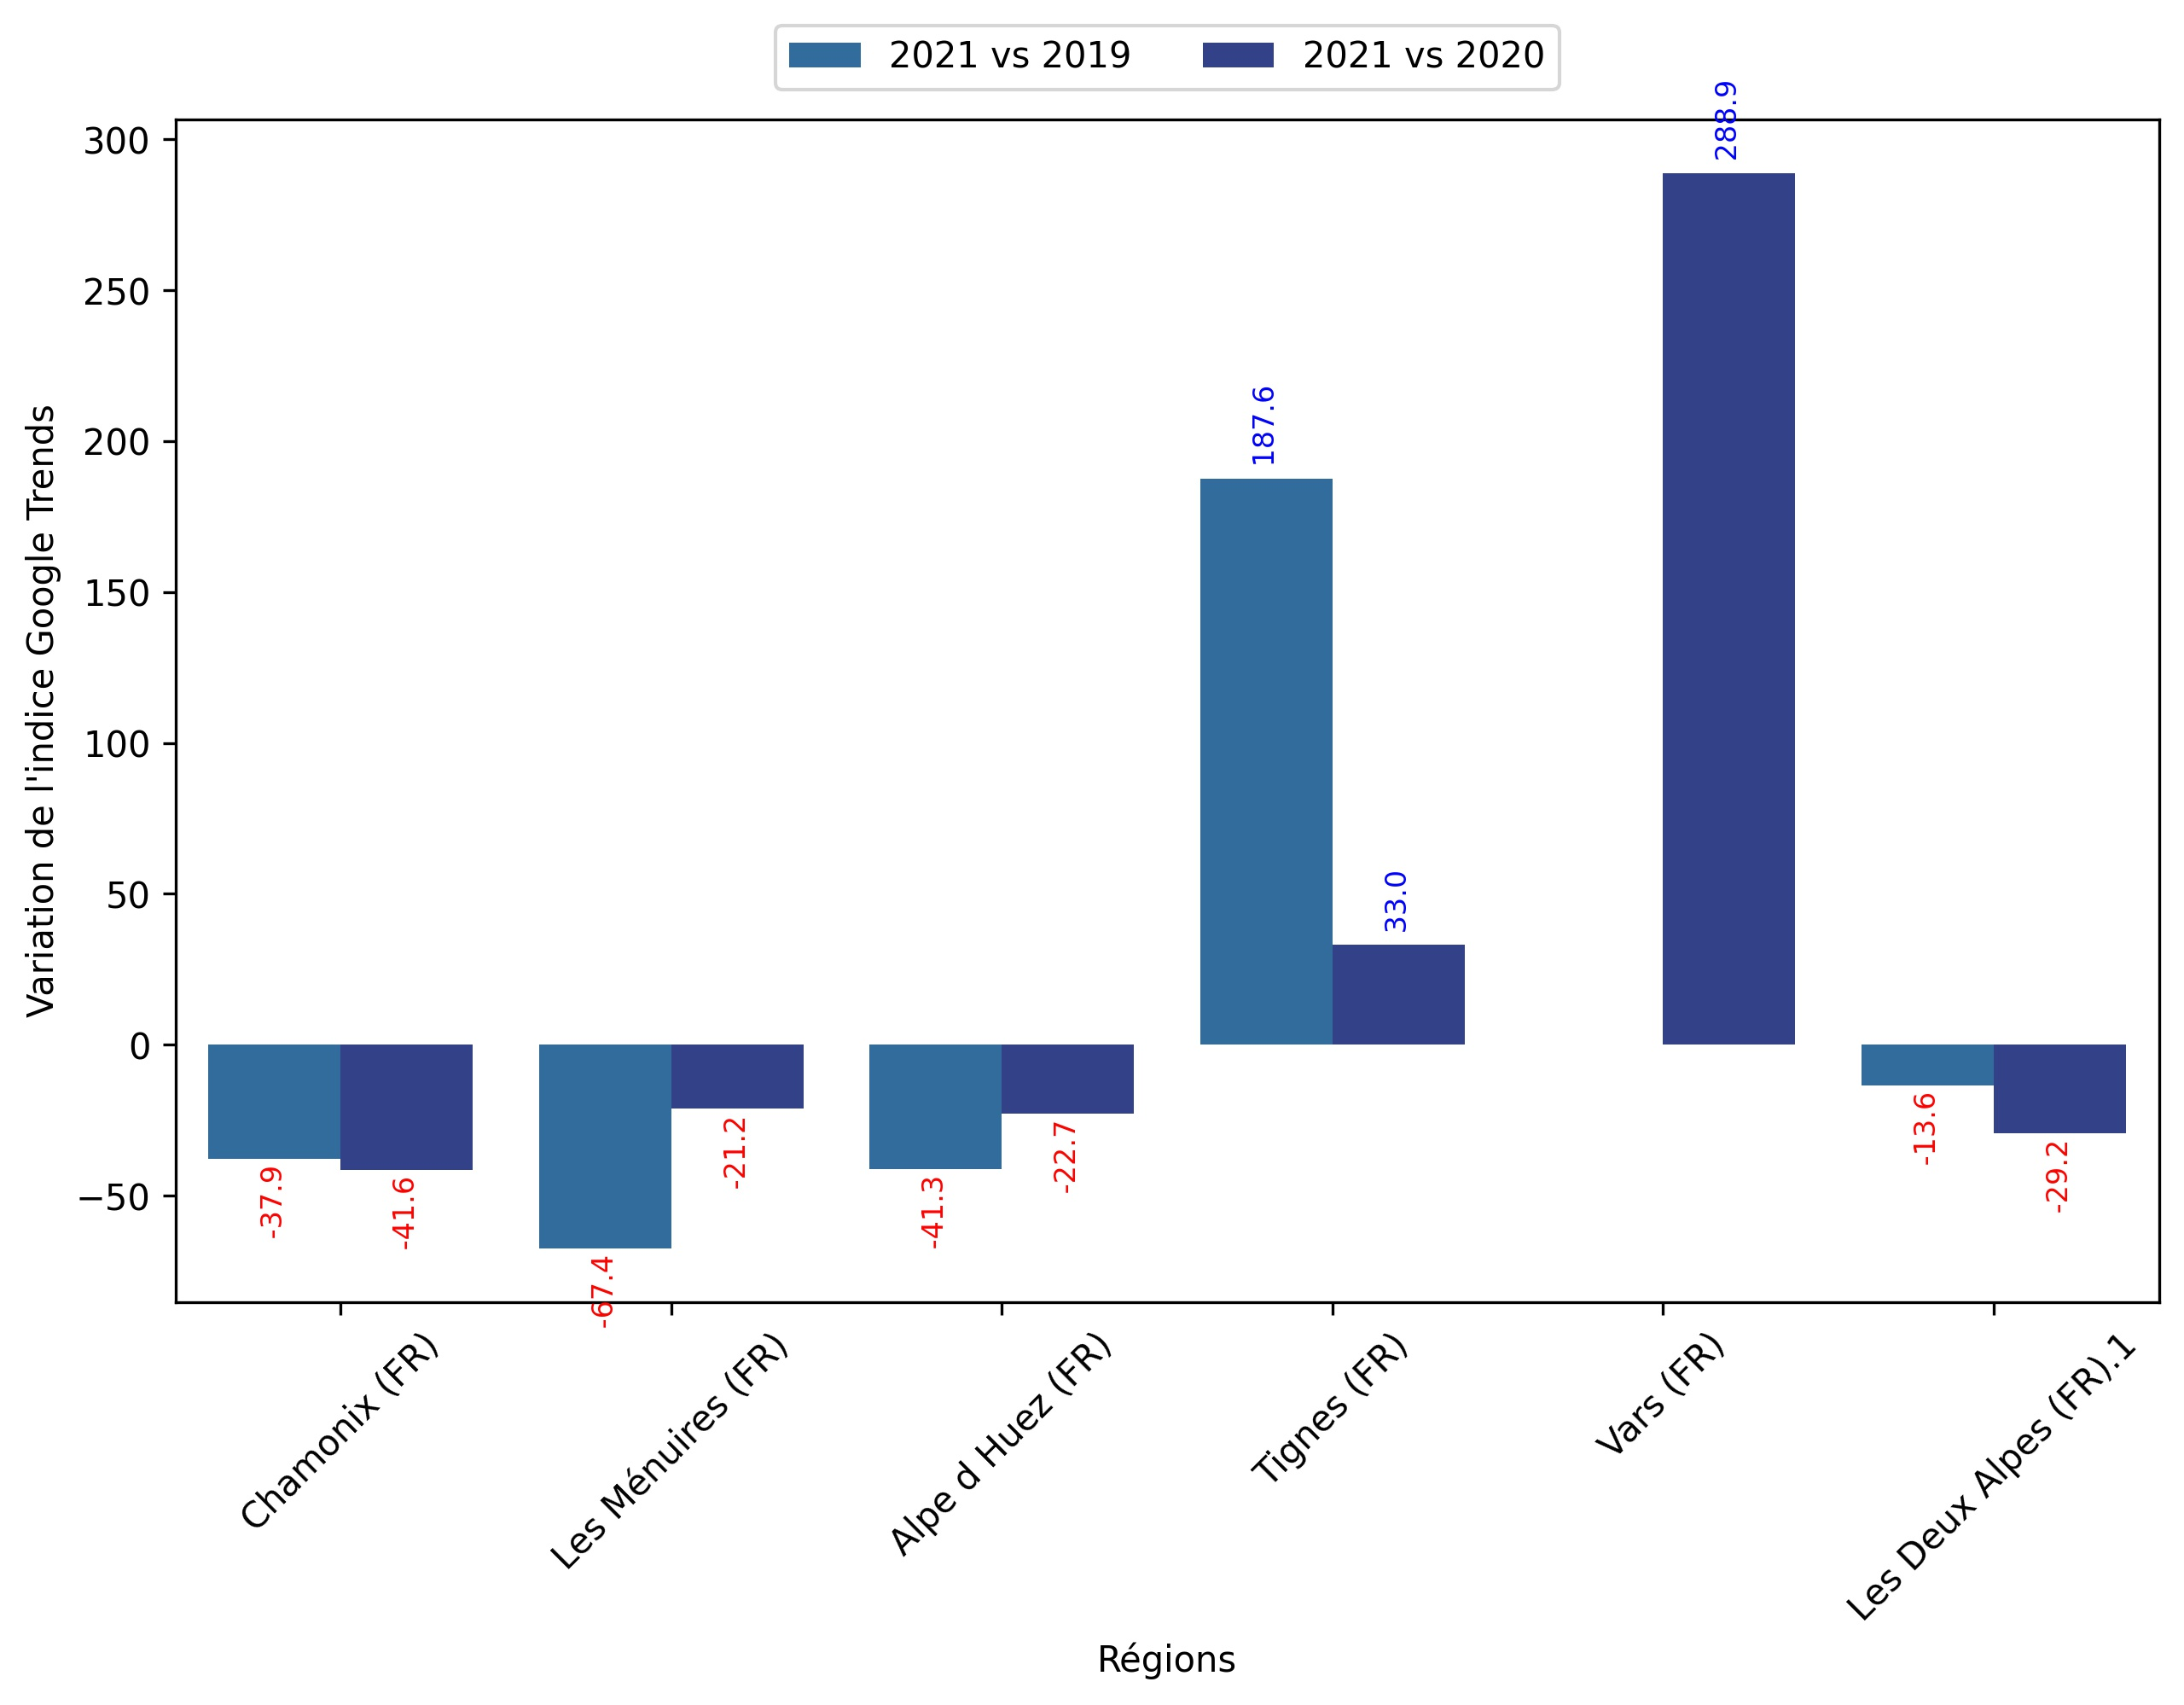 2021 vs 2019 2021 vs 2020
Variation de l'indice Google Trends
300
250
200
150
100
50
0
−50
-37.9
-41.6
-67.4
-21.2
-41.3
-22.7
187.6
33.0
288.9
-13.6
-29.2
Chamonix (FR)
Les Ménuires (FR)
Alpe d Huez (FR)
Tignes (FR)
Vars (FR)
Les Deux Alpes (FR).1
Régions